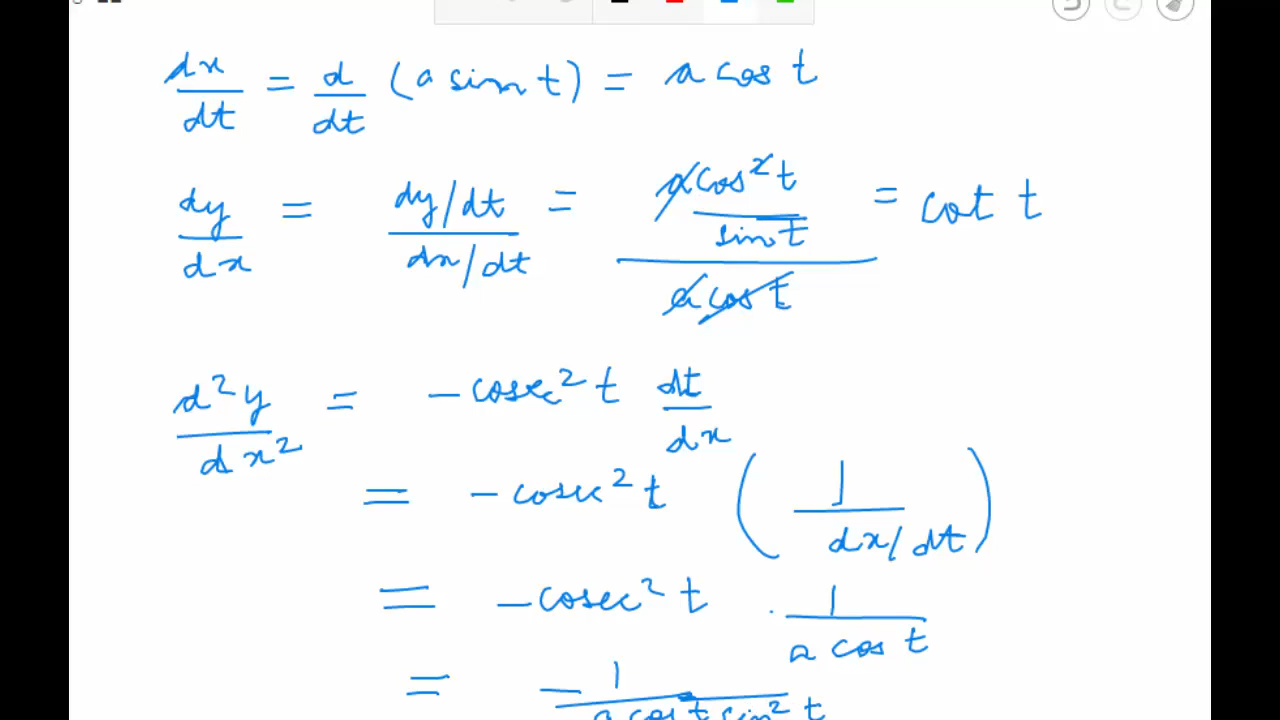 dx/dt = d/dt (a sin t) = a cos t
dy/dx = (dy/dt)/(dx/dt) = (a cos² t / sin t)/(a cos t) = cot t
d²y/dx² = - cosec² t dt/dx
= - cosec² t (1/(dx/dt))
= - cosec² t · 1/(a cos t)
= - 1/(a cos t sin² t)